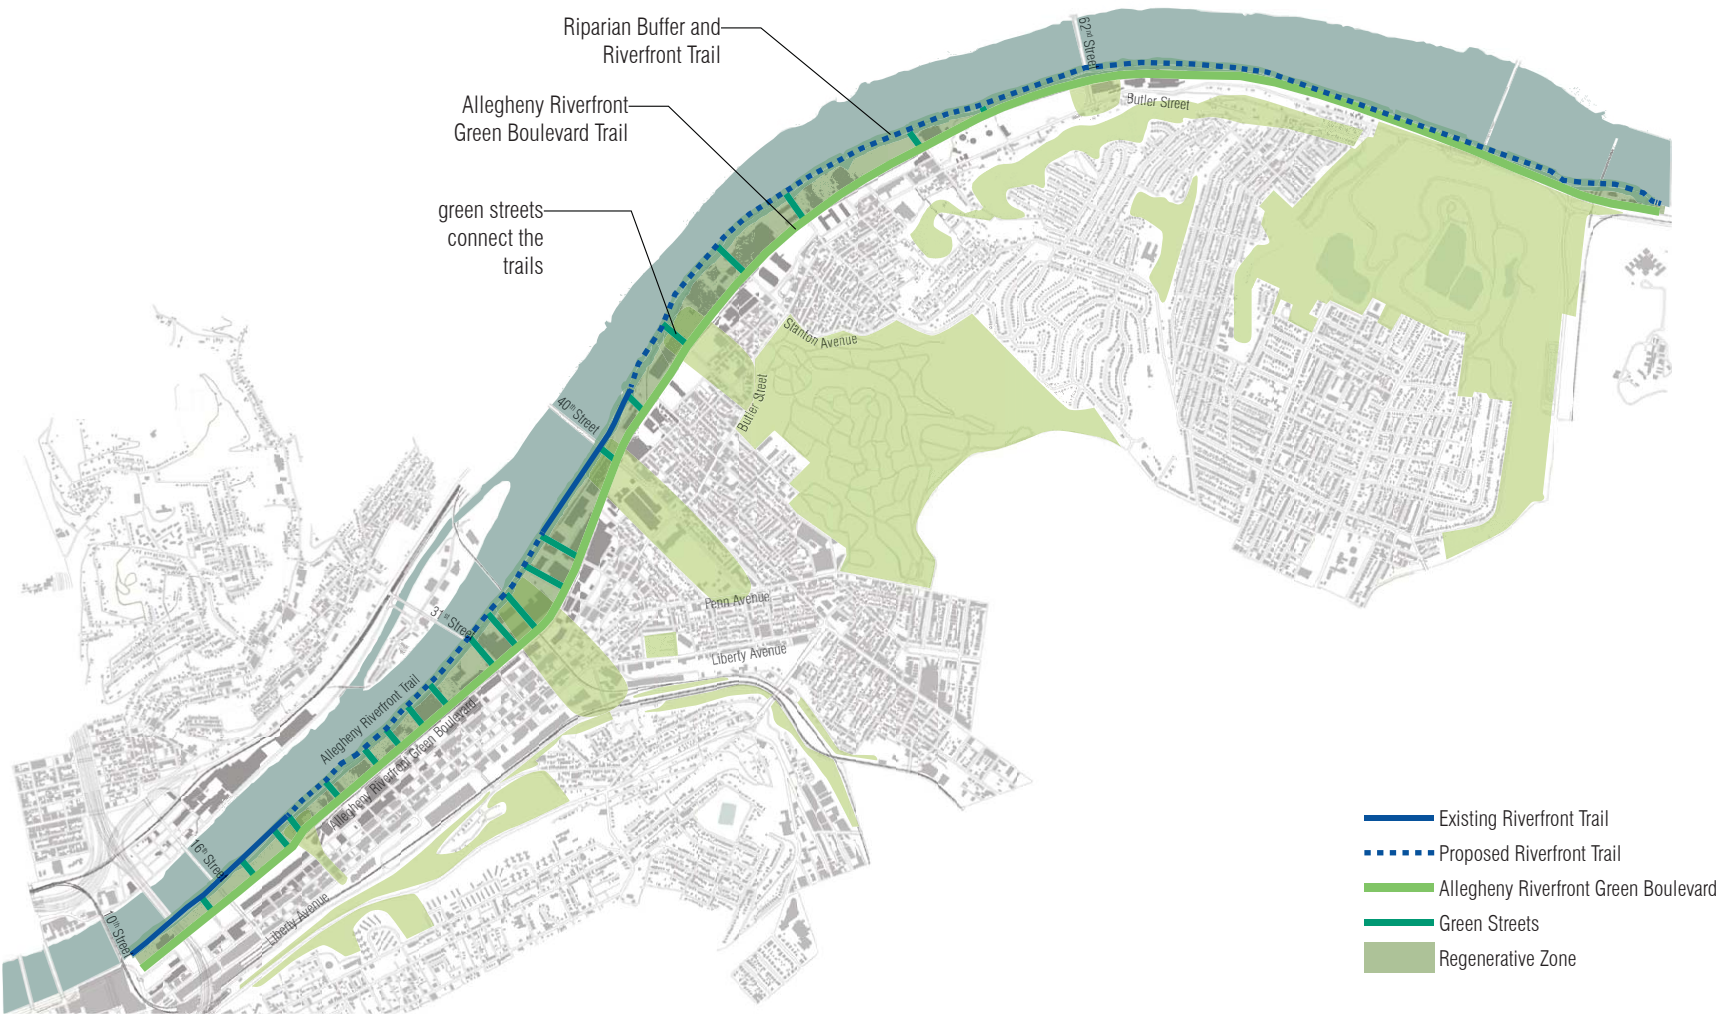 Riparian Buffer and
Riverfront Trail
62nd Street
Allegheny Riverfront
Green Boulevard Trail
Butler Street
green streets
connect the
trails
Stanton Avenue
Butler Street
40th Street
Penn Avenue
31st Street
Liberty Avenue
Allegheny Riverfront Trail
Allegheny Riverfront Green Boulevard
16th Street
Liberty Avenue
10th Street
Existing Riverfront Trail
Proposed Riverfront Trail
Allegheny Riverfront Green Boulevard
Green Streets
Regenerative Zone